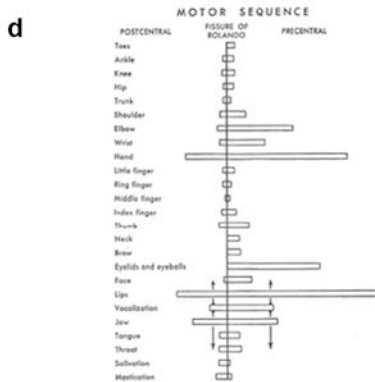 d
MOTOR SEQUENCE
POSTCENTRAL FISSURE OF ROLANDO PRECENTRAL
Toes
Ankle
Knee
Hip
Trunk
Shoulder
Elbow
Wrist
Hand
Little finger
Ring finger
Middle finger
Index finger
Thumb
Neck
Brow
Eyelids and eyeballs
Face
Lips
Vocalization
Jaw
Tongue
Throat
Salivation
Mastication